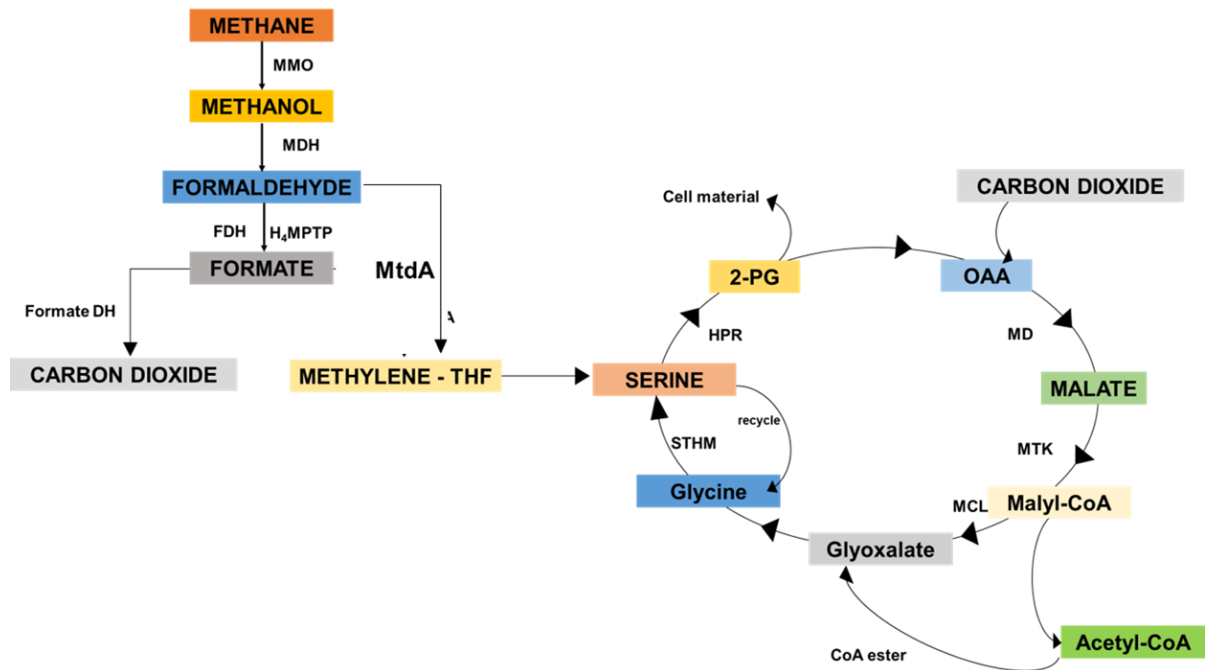 METHANE
MMO
METHANOL
MDH
FORMALDEHYDE
FDH
H₄MPTP
FORMATE
MtdA
A
Formate DH
CARBON DIOXIDE
METHYLENE - THF
Cell material
CARBON DIOXIDE
2-PG
OAA
HPR
MD
SERINE
MALATE
recycle
STHM
MTK
Glycine
MCL
Malyl-CoA
Glyoxalate
Acetyl-CoA
CoA ester